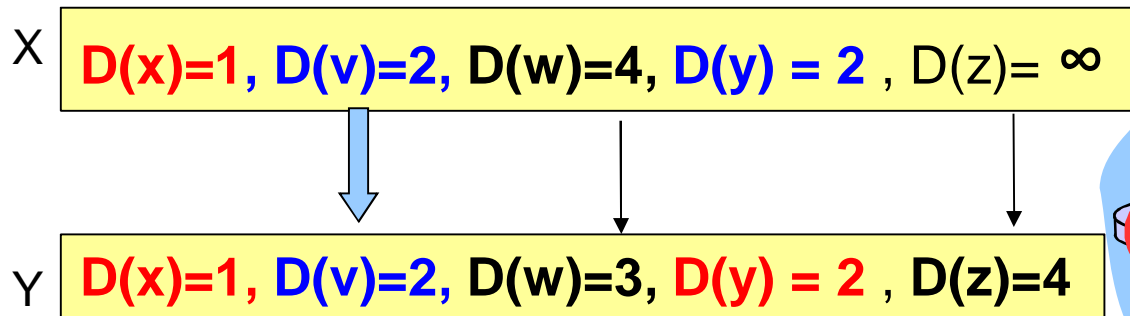 X
D(x)=1, D(v)=2, D(w)=4, D(y) = 2 , D(z)= ∞
Y
D(x)=1, D(v)=2, D(w)=3, D(y) = 2 , D(z)=4